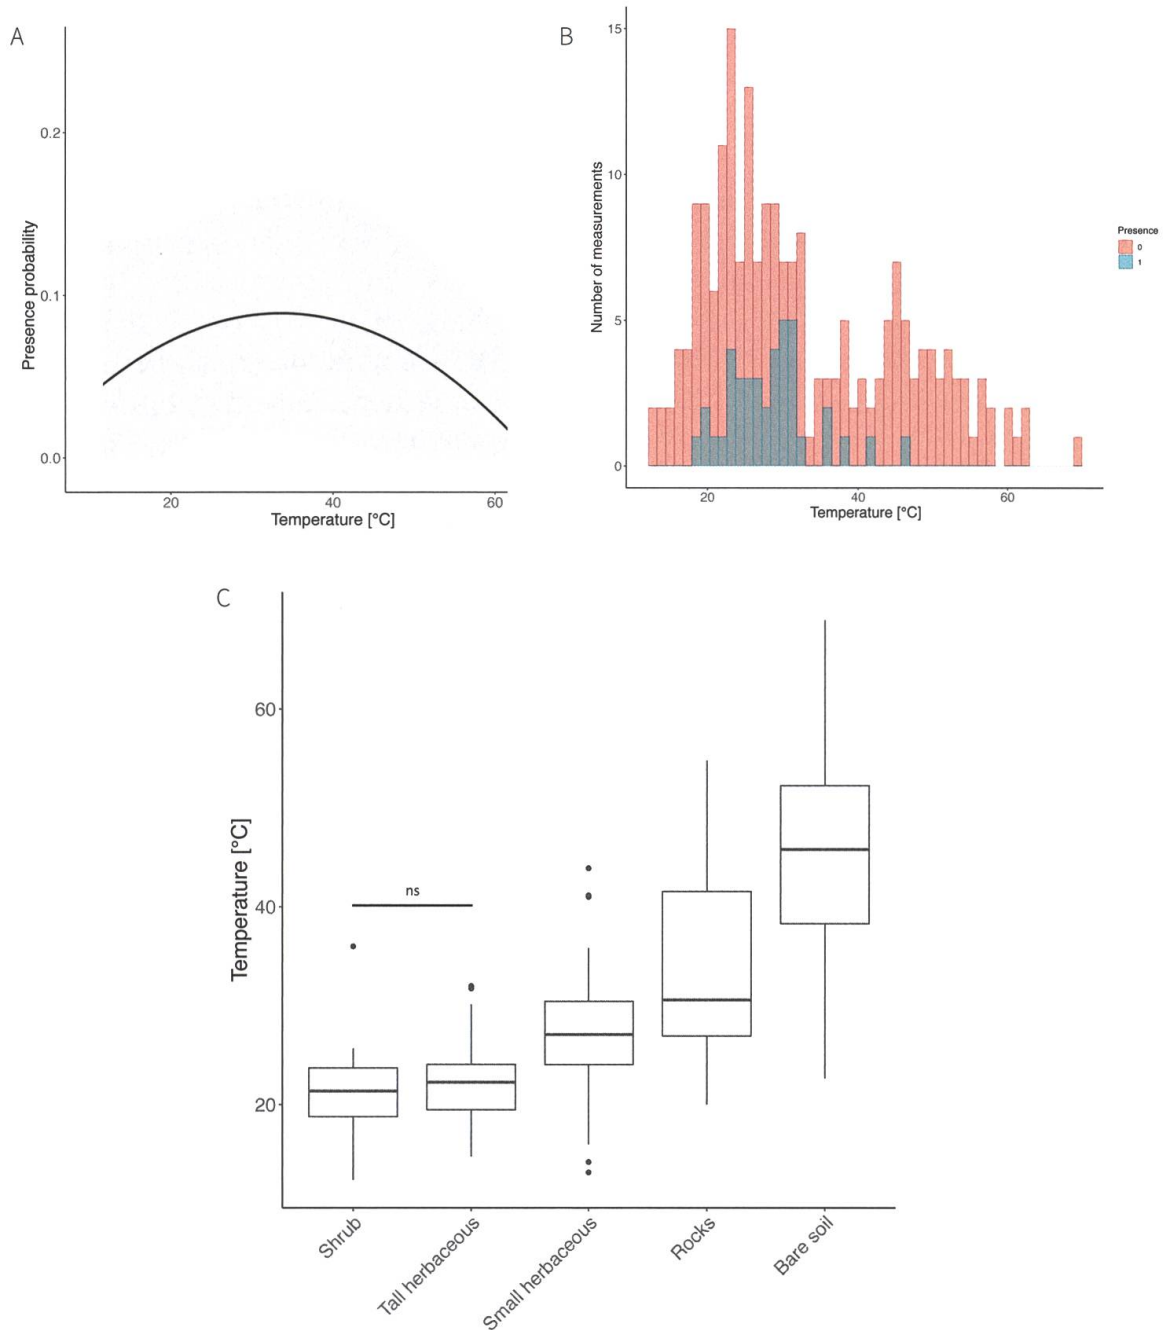 A
0.2
0.1
0.0
Presence probability
20
40
60
Temperature [°C]
B
15
10
5
0
Number of measurements
20
40
60
Temperature [°C]
Presence
0
1
C
60
40
20
Temperature [°C]
ns
Shrub
Tall herbaceous
Small herbaceous
Rocks
Bare soil